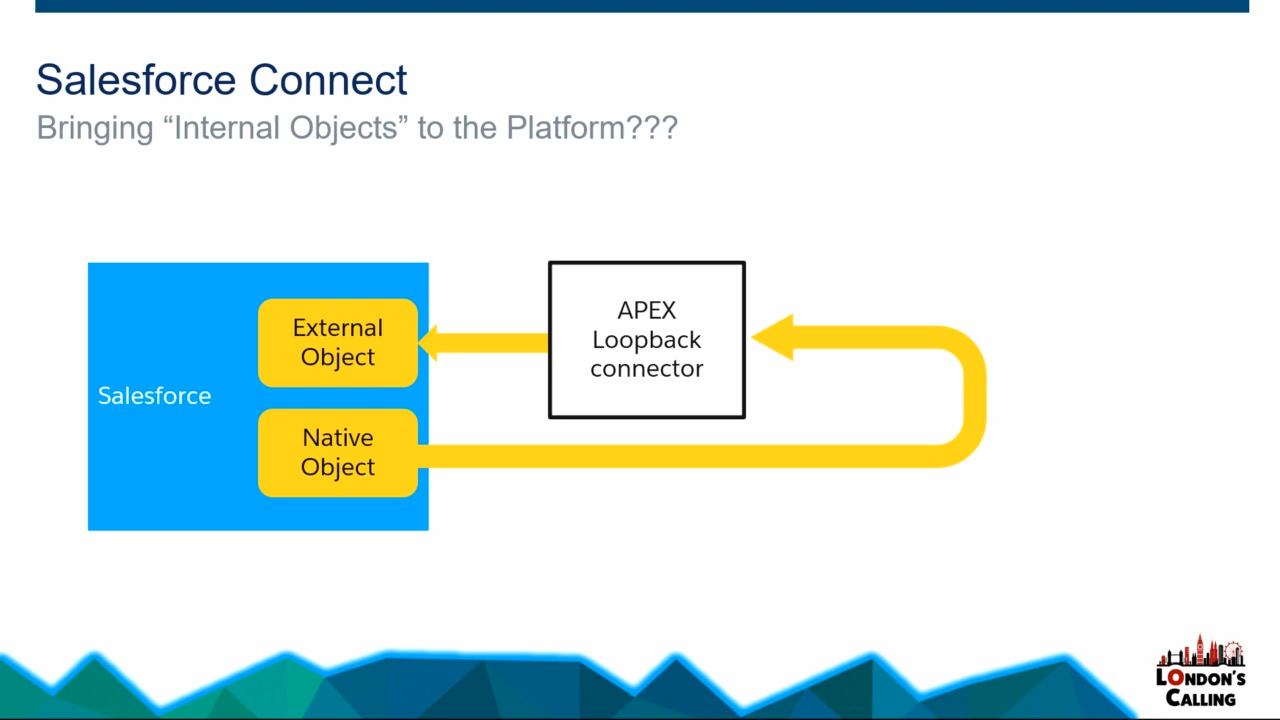 Salesforce Connect
Bringing “Internal Objects” to the Platform???
External
Object
Salesforce
Native
Object
APEX
Loopback
connector
LONDON'S
CALLING